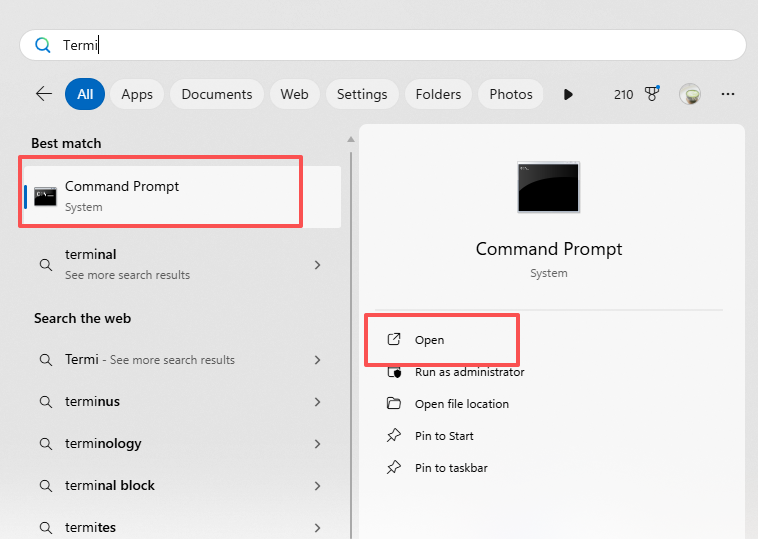 Termi
All
Apps
Documents
Web
Settings
Folders
Photos
210
Best match
Command Prompt
System
terminal
See more search results
Search the web
Termi - See more search results
terminus
terminology
terminal block
termites
Command Prompt
System
Open
Run as administrator
Open file location
Pin to Start
Pin to taskbar